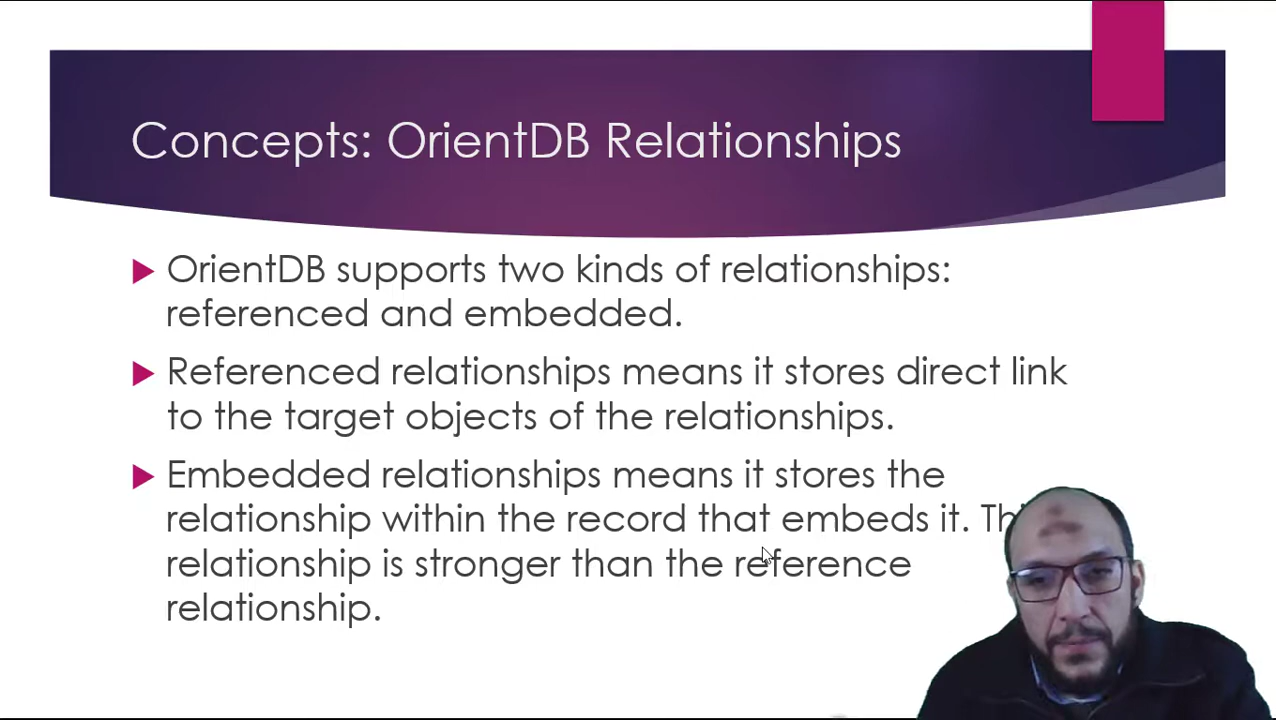 Concepts: OrientDB Relationships
OrientDB supports two kinds of relationships:
referenced and embedded.
Referenced relationships means it stores direct link
to the target objects of the relationships.
Embedded relationships means it stores the
relationship within the record that embeds it.
relationship is stronger than the reference
relationship.